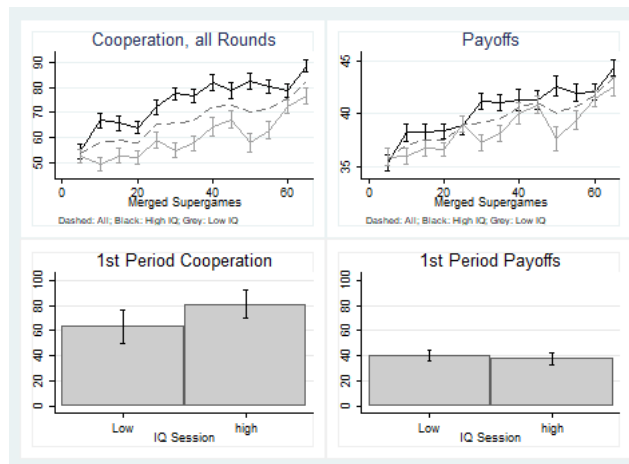 Cooperation, all Rounds
90
80
70
60
50
0 20 40 60
Merged Supergames
Dashed: All; Black: High IQ; Grey: Low IQ
Payoffs
45
40
35
0 20 40 60
Merged Supergames
Dashed: All; Black: High IQ; Grey: Low IQ
1st Period Cooperation
100
80
60
40
20
0
Low high
IQ Session
1st Period Payoffs
100
80
60
40
20
0
Low high
IQ Session